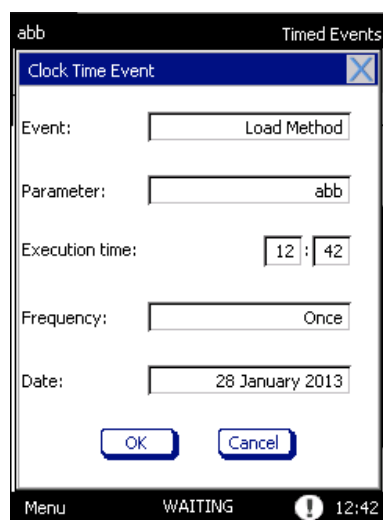 abb Timed Events
Clock Time Event
Event: Load Method
Parameter: abb
Execution time: 12 : 42
Frequency: Once
Date: 28 January 2013
OK Cancel
Menu WAITING ! 12:42